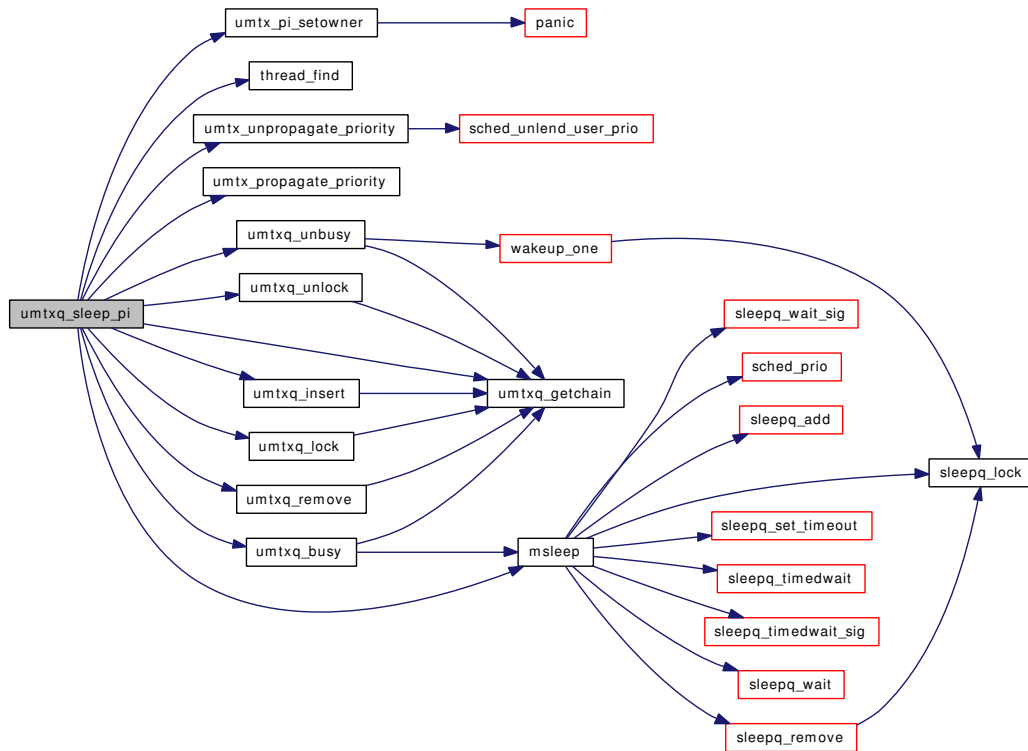 umtx_pi_setowner
panic
thread_find
umtx_unpropagate_priority
sched_unlend_user_prio
umtx_propagate_priority
umtxq_unbusy
wakeup_one
umtxq_unlock
umtxq_sleep_pi
sleepq_wait_sig
sched_prio
umtxq_insert
umtxq_getchain
sleepq_add
umtxq_lock
sleepq_lock
umtxq_remove
sleepq_set_timeout
umtxq_busy
msleep
sleepq_timedwait
sleepq_timedwait_sig
sleepq_wait
sleepq_remove